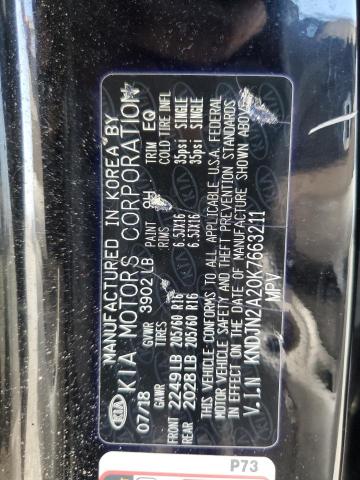 MANUFACTURED IN KOREA BY
KIA MOTORS CORPORATION
KIA
07/18 GVWR 3902 LB PAINT TRIM EQ
GAWR TIRES RIMS COLD TIRE INFL
FRONT 2249 LB 205/60 R16 6.5JX16 35psi SINGLE
REAR 2028 LB 205/60 R16 6.5JX16 35psi SINGLE
THIS VEHICLE CONFORMS TO ALL APPLICABLE U.S.A. FEDERAL
MOTOR VEHICLE SAFETY AND THEFT PREVENTION STANDARDS
IN EFFECT ON THE DATE OF MANUFACTURE SHOWN ABOVE
V.I.N KNDJN2A20K7663211
MPV
P73